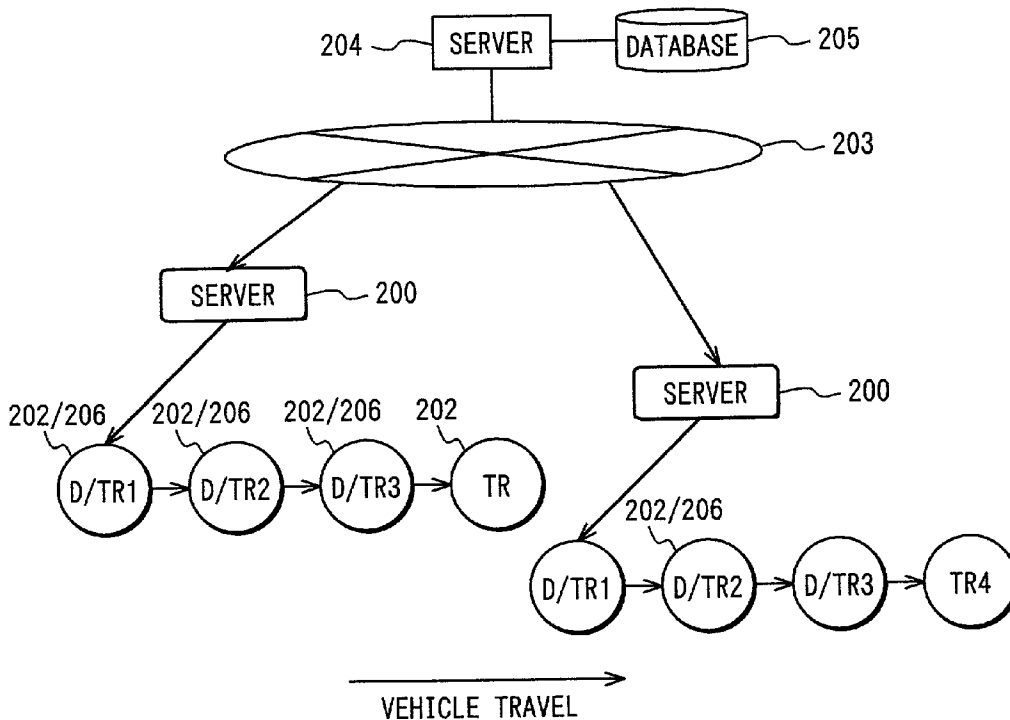 204 SERVER DATABASE 205
203
SERVER 200
SERVER 200
202/206 202/206 202/206 202
D/TR1 D/TR2 D/TR3 TR
202/206
D/TR1 D/TR2 D/TR3 TR4
VEHICLE TRAVEL